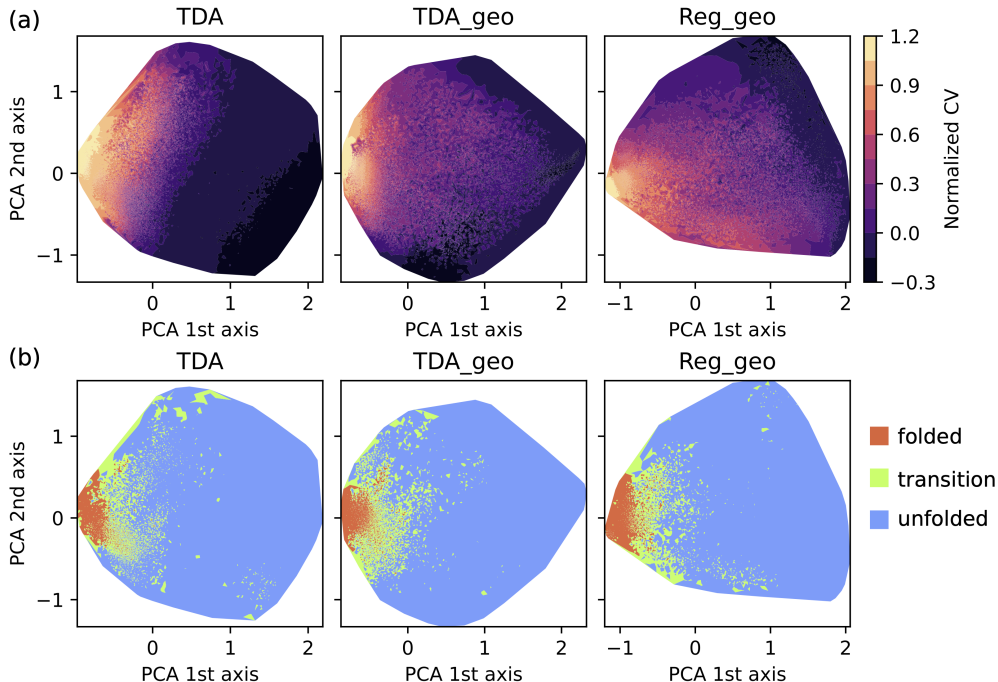 (a)
TDA
TDA_geo
Reg_geo
PCA 2nd axis
1
0
−1
0
1
2
0
1
2
−1
0
1
2
PCA 1st axis
PCA 1st axis
PCA 1st axis
1.2
0.9
0.6
0.3
0.0
−0.3
Normalized CV
(b)
TDA
TDA_geo
Reg_geo
PCA 2nd axis
1
0
−1
0
1
2
0
1
2
−1
0
1
2
PCA 1st axis
PCA 1st axis
PCA 1st axis
folded
transition
unfolded